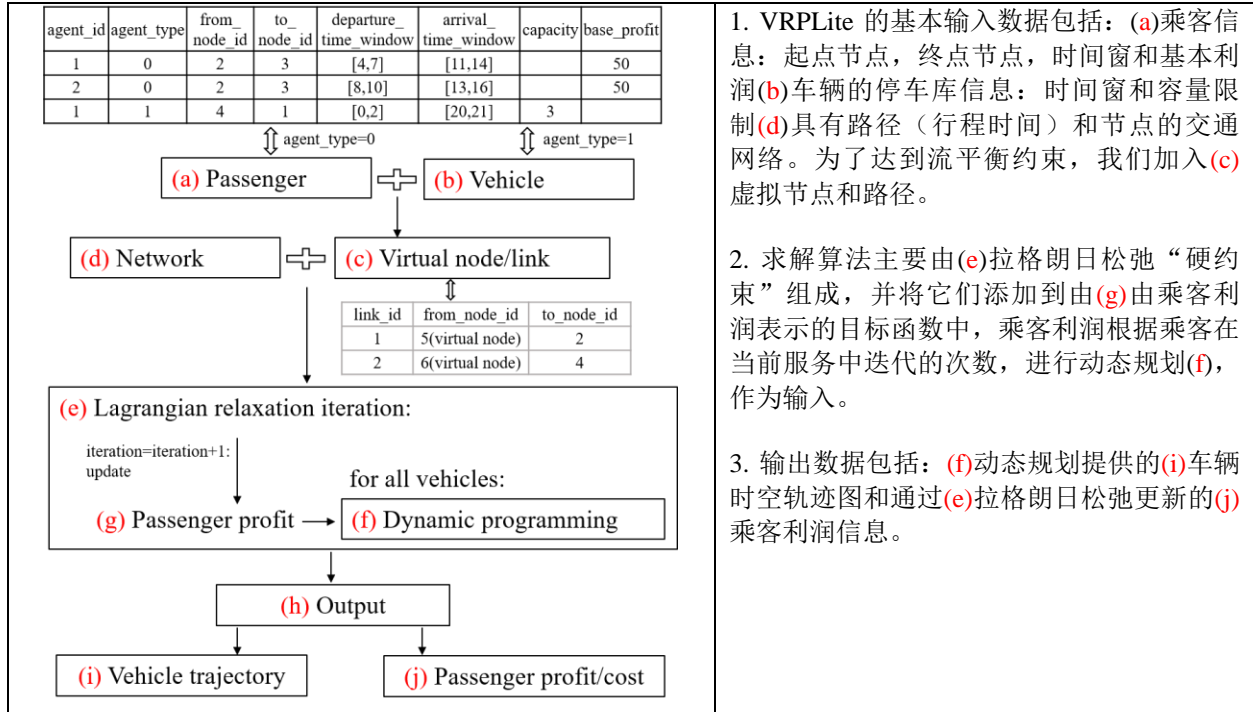 agent_id agent_type from_node_id to_node_id departure_time_window arrival_time_window capacity base_profit
1 0 2 3 [4,7] [11,14] 50
2 0 2 3 [8,10] [13,16] 50
1 1 4 1 [0,2] [20,21] 3
agent_type=0 agent_type=1
(a) Passenger (b) Vehicle
(d) Network (c) Virtual node/link
link_id from_node_id to_node_id
1 5(virtual node) 2
2 6(virtual node) 4
(e) Lagrangian relaxation iteration:
iteration=iteration+1:
update
for all vehicles:
(g) Passenger profit (f) Dynamic programming
(h) Output
(i) Vehicle trajectory (j) Passenger profit/cost
1. VRPLite 的基本输入数据包括：(a)乘客信
息：起点节点，终点节点，时间窗和基本利
润(b)车辆的停车库信息：时间窗和容量限
制(d)具有路径（行程时间）和节点的交通
网络。为了达到流平衡约束，我们加入(c)
虚拟节点和路径。
2. 求解算法主要由(e)拉格朗日松弛“硬约
束”组成，并将它们添加到由(g)由乘客利
润表示的目标函数中，乘客利润根据乘客在
当前服务中迭代的次数，进行动态规划(f)，
作为输入。
3. 输出数据包括：(f)动态规划提供的(i)车辆
时空轨迹图和通过(e)拉格朗日松弛更新的(j)
乘客利润信息。